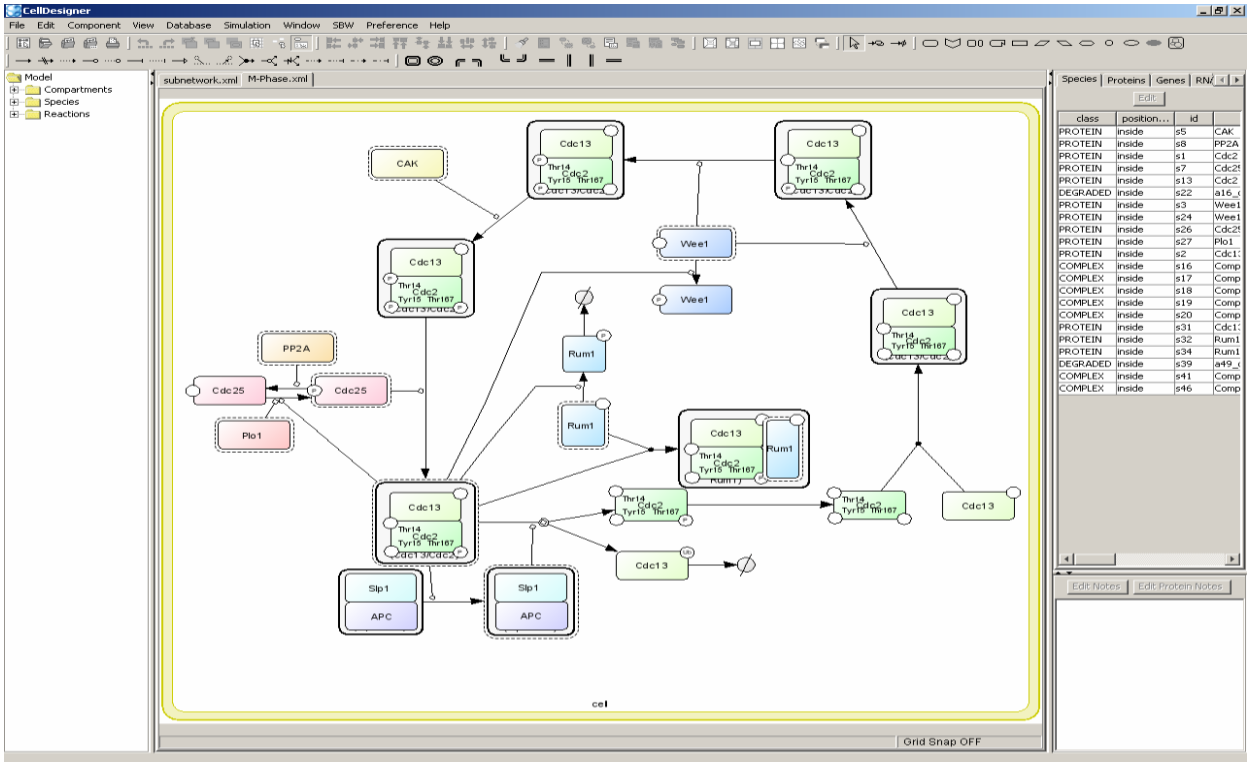 CellDesigner
File Edit Component View Database Simulation Window SBW Preference Help
Model
Compartments
Species
Reactions
subnetwork.xml M-Phase.xml
Cdc13
P Thr14
Cdc2
Tyr15 Thr167
P
(Cdc13/Cdc2)
Cdc13
Thr14
Cdc2
Tyr15 Thr167
P
(Cdc13/Cdc2)
CAK
Wee1
P Wee1
Cdc13
P Thr14
Cdc2
Tyr15 Thr167
P P
(Cdc13/Cdc2)
Cdc13
Thr14
Cdc2
Tyr15 Thr167
(Cdc13/Cdc2)
P
Rum1
PP2A
Cdc25
P Cdc25
Plo1
Rum1
Cdc13
Thr14
Cdc2
Tyr15 Thr167
P
Rum1
Rum1)
Cdc13
Thr14
Cdc2
Tyr15 Thr167
P
(Cdc13/Cdc2)
Thr14
Cdc2
Tyr15 Thr167
P
Thr14
Cdc2
Tyr15 Thr167
Cdc13
Cdc13
Ub
Slp1
APC
Slp1
APC
cell
Grid Snap OFF
Species Proteins Genes RNA
Edit
class position... id
PROTEIN inside s5 CAK
PROTEIN inside s8 PP2A
PROTEIN inside s1 Cdc2
PROTEIN inside s7 Cdc25
PROTEIN inside s13 Cdc2
DEGRADED inside s22 a16_
PROTEIN inside s3 Wee1
PROTEIN inside s24 Wee1
PROTEIN inside s26 Cdc25
PROTEIN inside s27 Plo1
PROTEIN inside s2 Cdc1
COMPLEX inside s16 Comp
COMPLEX inside s17 Comp
COMPLEX inside s18 Comp
COMPLEX inside s19 Comp
COMPLEX inside s20 Comp
PROTEIN inside s31 Cdc1
PROTEIN inside s32 Rum1
PROTEIN inside s34 Rum1
DEGRADED inside s39 a49_
COMPLEX inside s41 Comp
COMPLEX inside s46 Comp
Edit Notes Edit Protein Notes